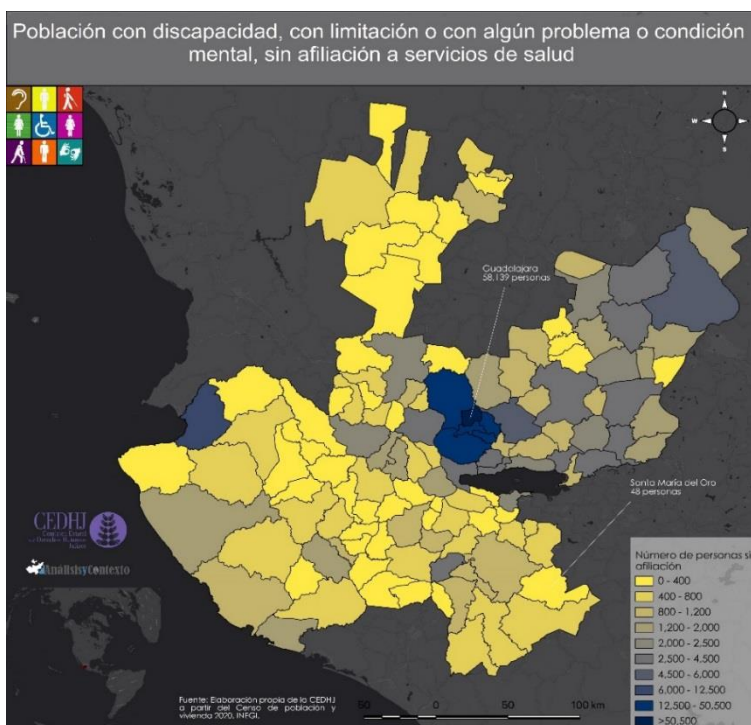 Población con discapacidad, con limitación o con algún problema o condición
mental, sin afiliación a servicios de salud
N
W
E
S
Guadalajara
58,139 personas
Santa María del Oro
48 personas
CEDHJ
AnálisisyContexto
Número de personas si
afiliación
0 - 400
400 - 800
800 - 1,200
1,200 - 2,000
2,000 - 2,500
2,500 - 4,500
4,500 - 6,000
6,000 - 12,500
12,500 - 50,500
>50,500
Fuente: Elaboración propia de la CEDHJ
a partir del Censo de población y
vivienda 2020, INEGI.
50 0 50 100 km